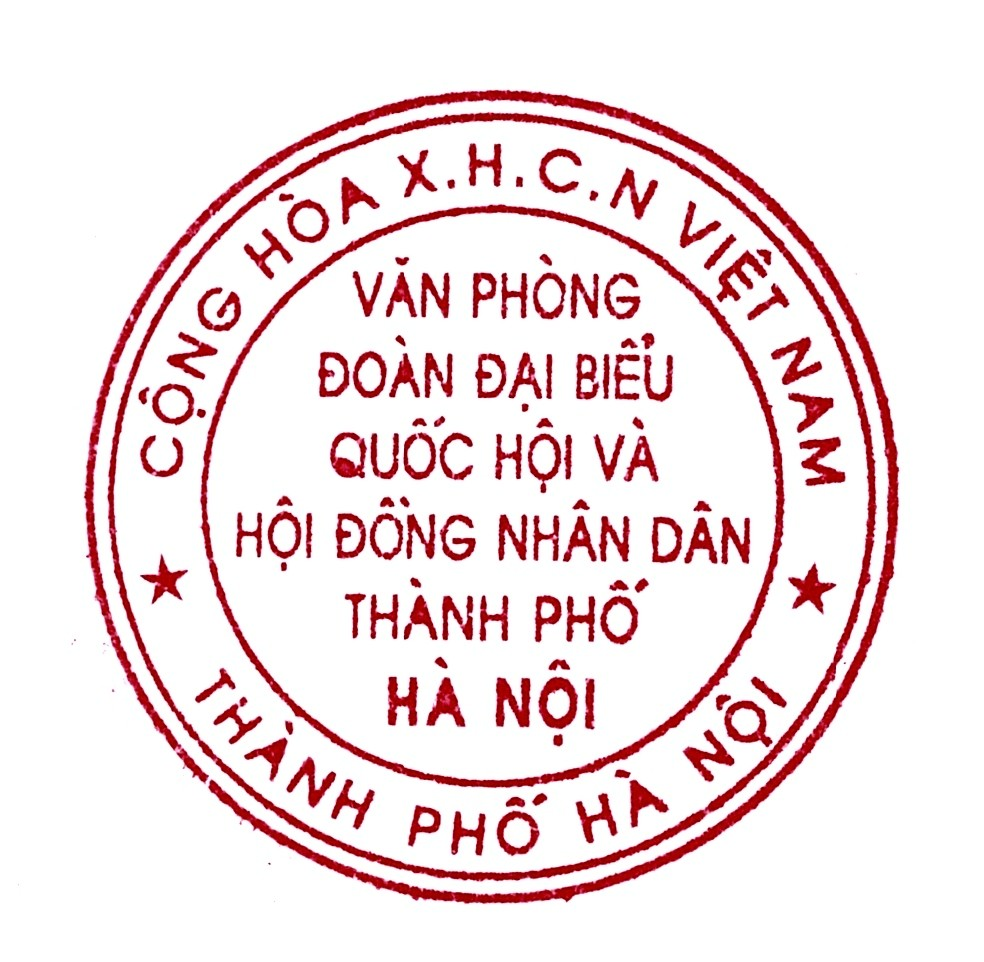 CỘNG HÒA X.H.C.N VIỆT NAM
VĂN PHÒNG
ĐOÀN ĐẠI BIỂU
QUỐC HỘI VÀ
HỘI ĐỒNG NHÂN DÂN
THÀNH PHỐ
HÀ NỘI
THÀNH PHỐ HÀ NỘI